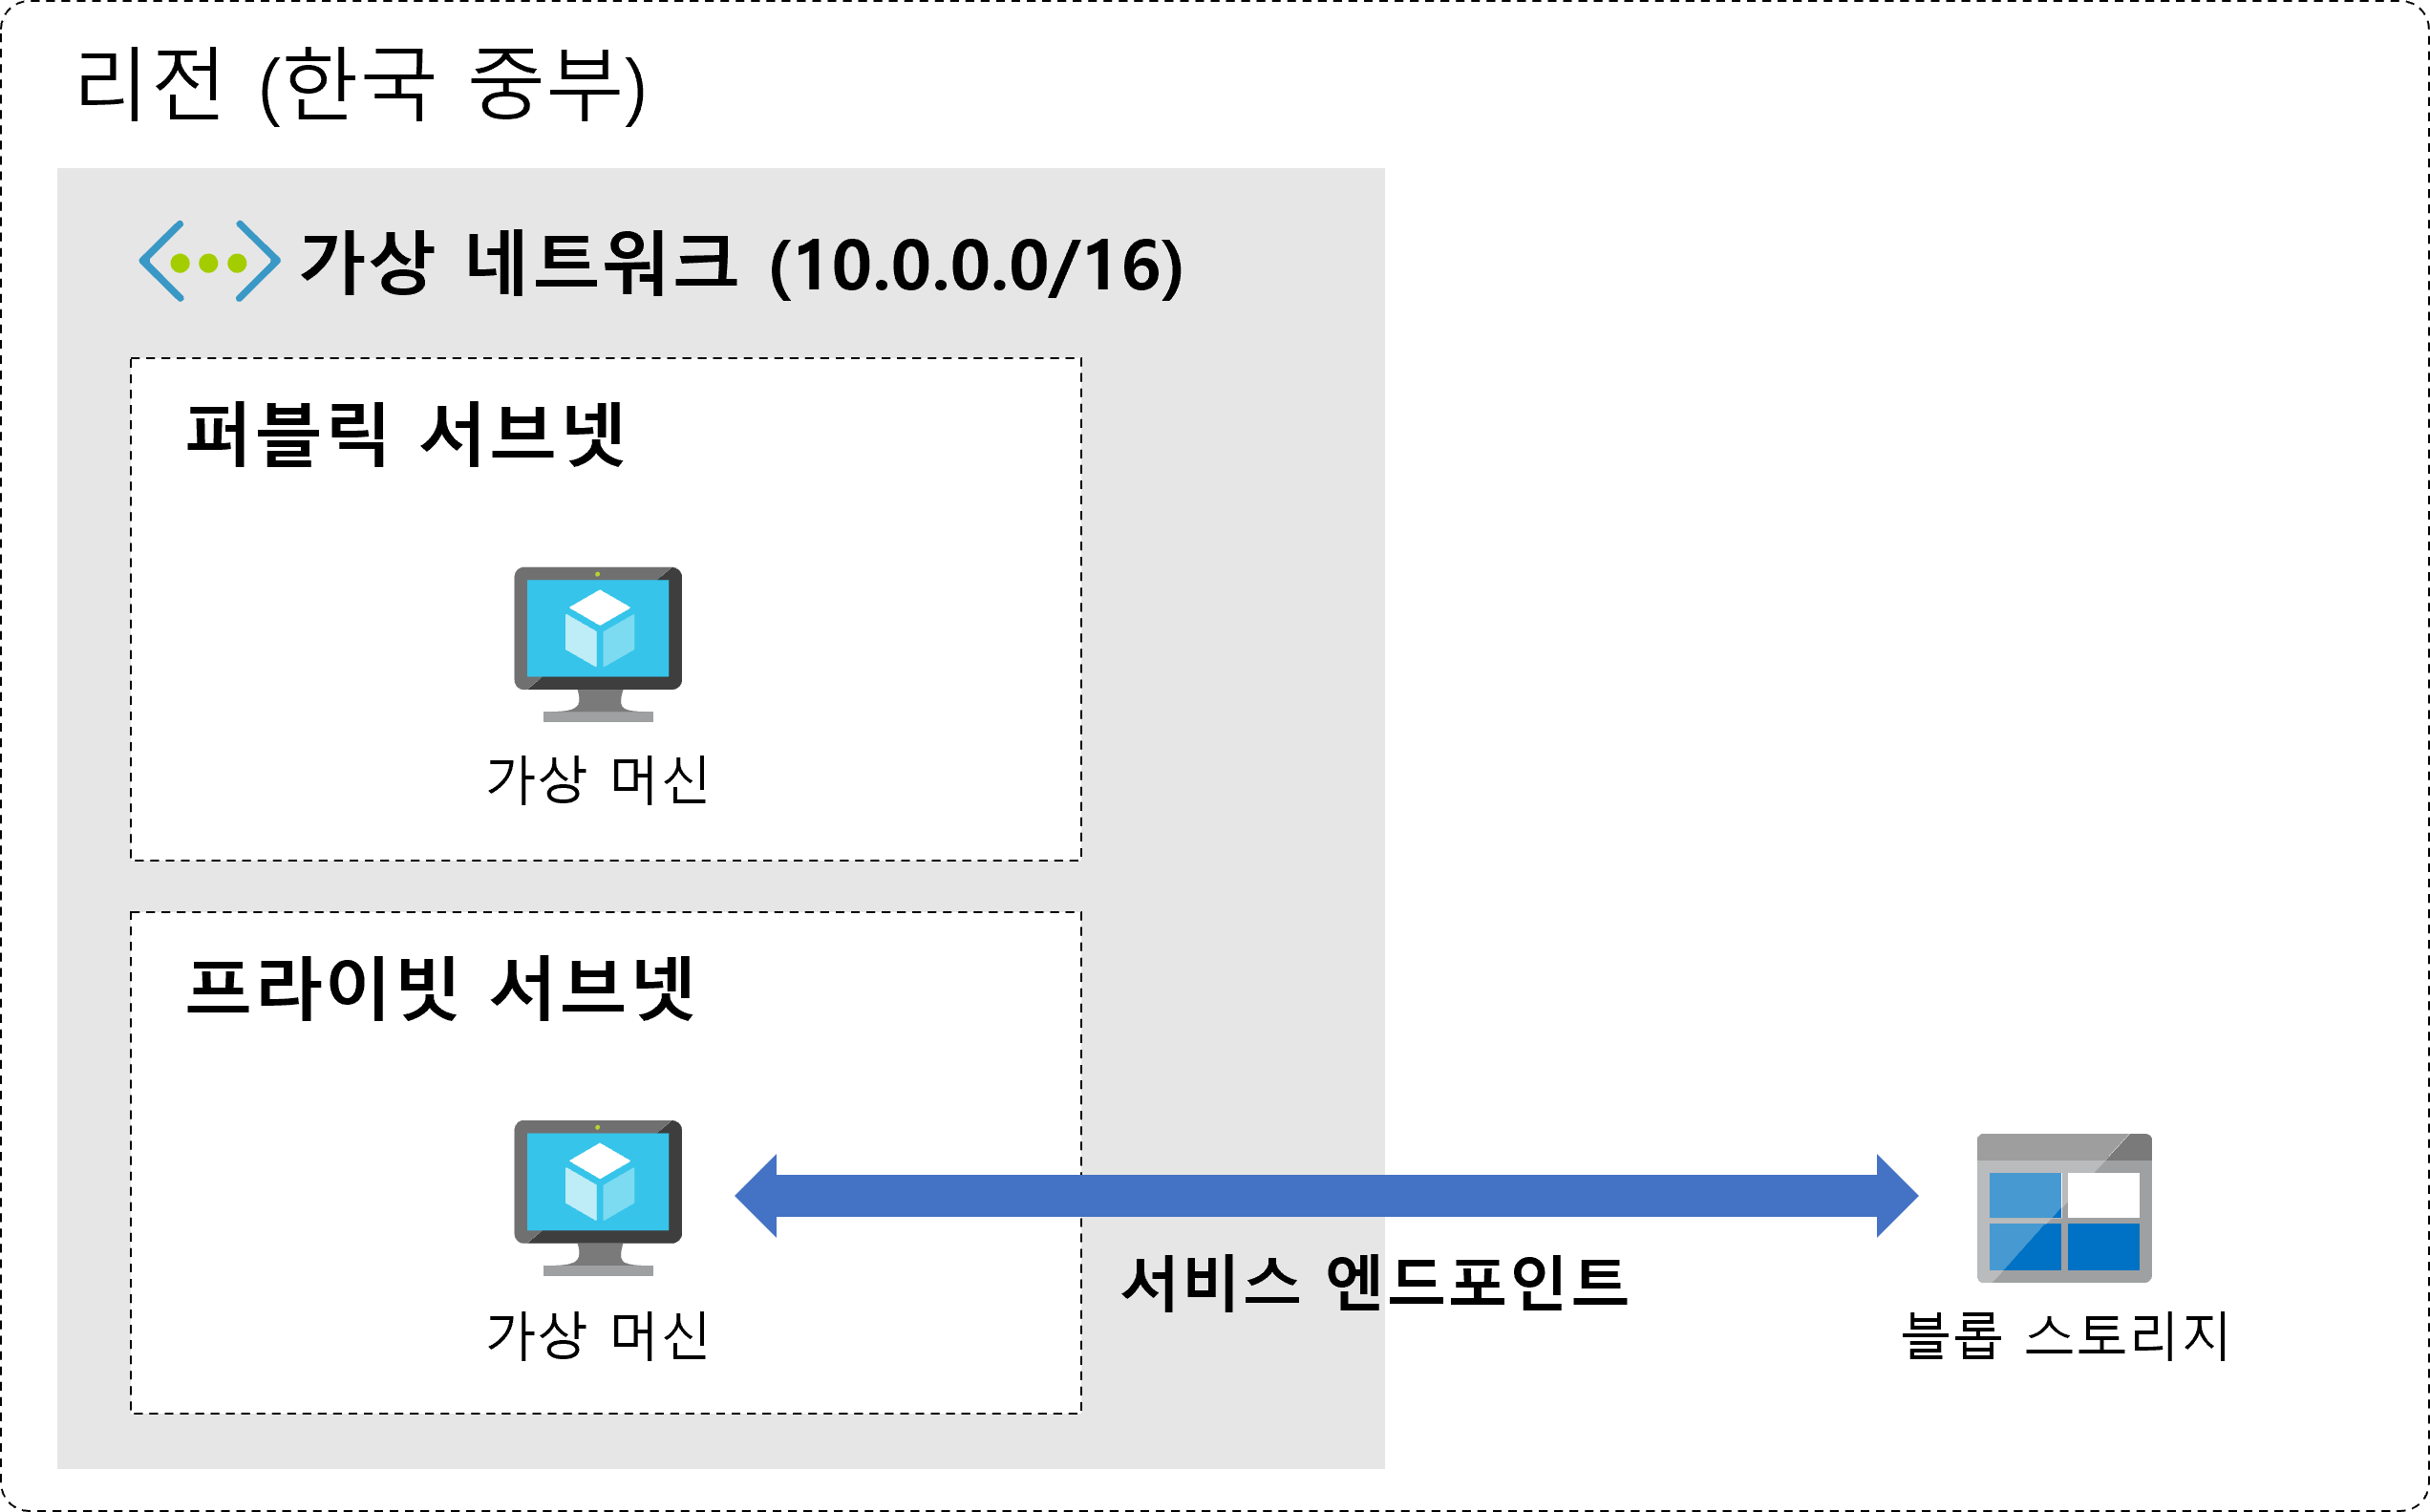 리전 (한국 중부)
가상 네트워크 (10.0.0.0/16)
퍼블릭 서브넷
가상 머신
프라이빗 서브넷
가상 머신
서비스 엔드포인트
블롭 스토리지